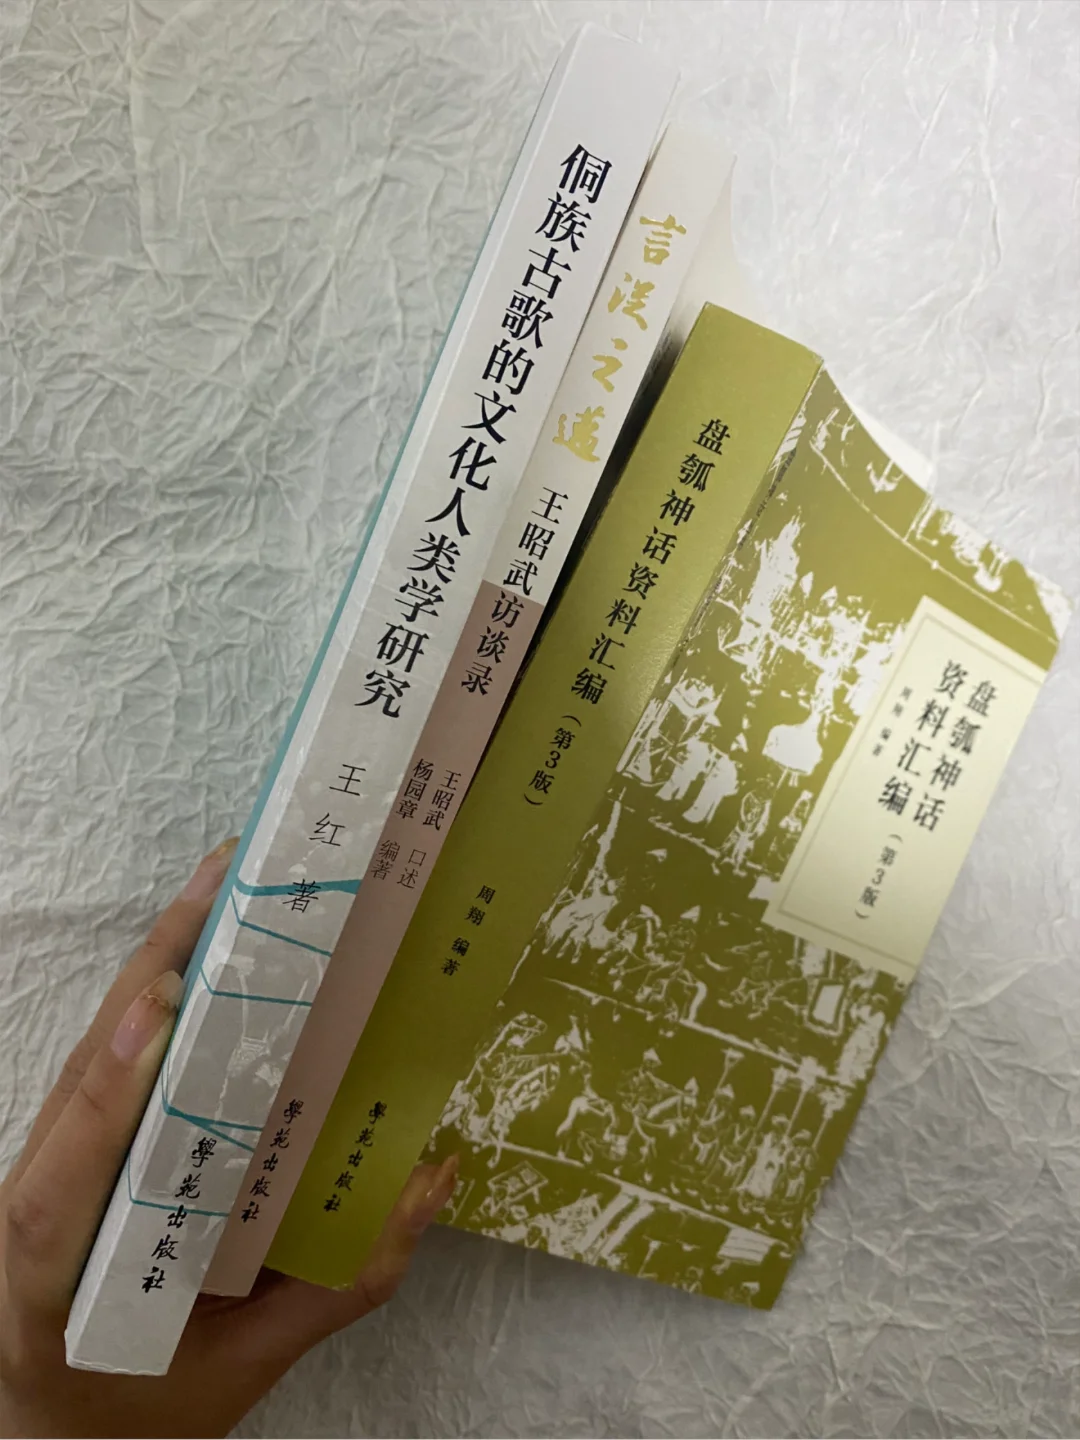 侗族古歌的文化人类学研究
王红 著
學苑出版社
言说之道
王昭武访谈录
王昭武 口述
杨园章 编著
學苑出版社
盘瓠神话资料汇编（第3版）
周翔 编著
學苑出版社
盘瓠神话
资料汇编（第3版）
周翔 编著